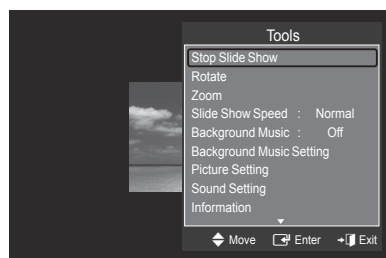 Tools
Stop Slide Show
Rotate
Zoom
Slide Show Speed : Normal
Background Music : Off
Background Music Setting
Picture Setting
Sound Setting
Information
Move Enter Exit